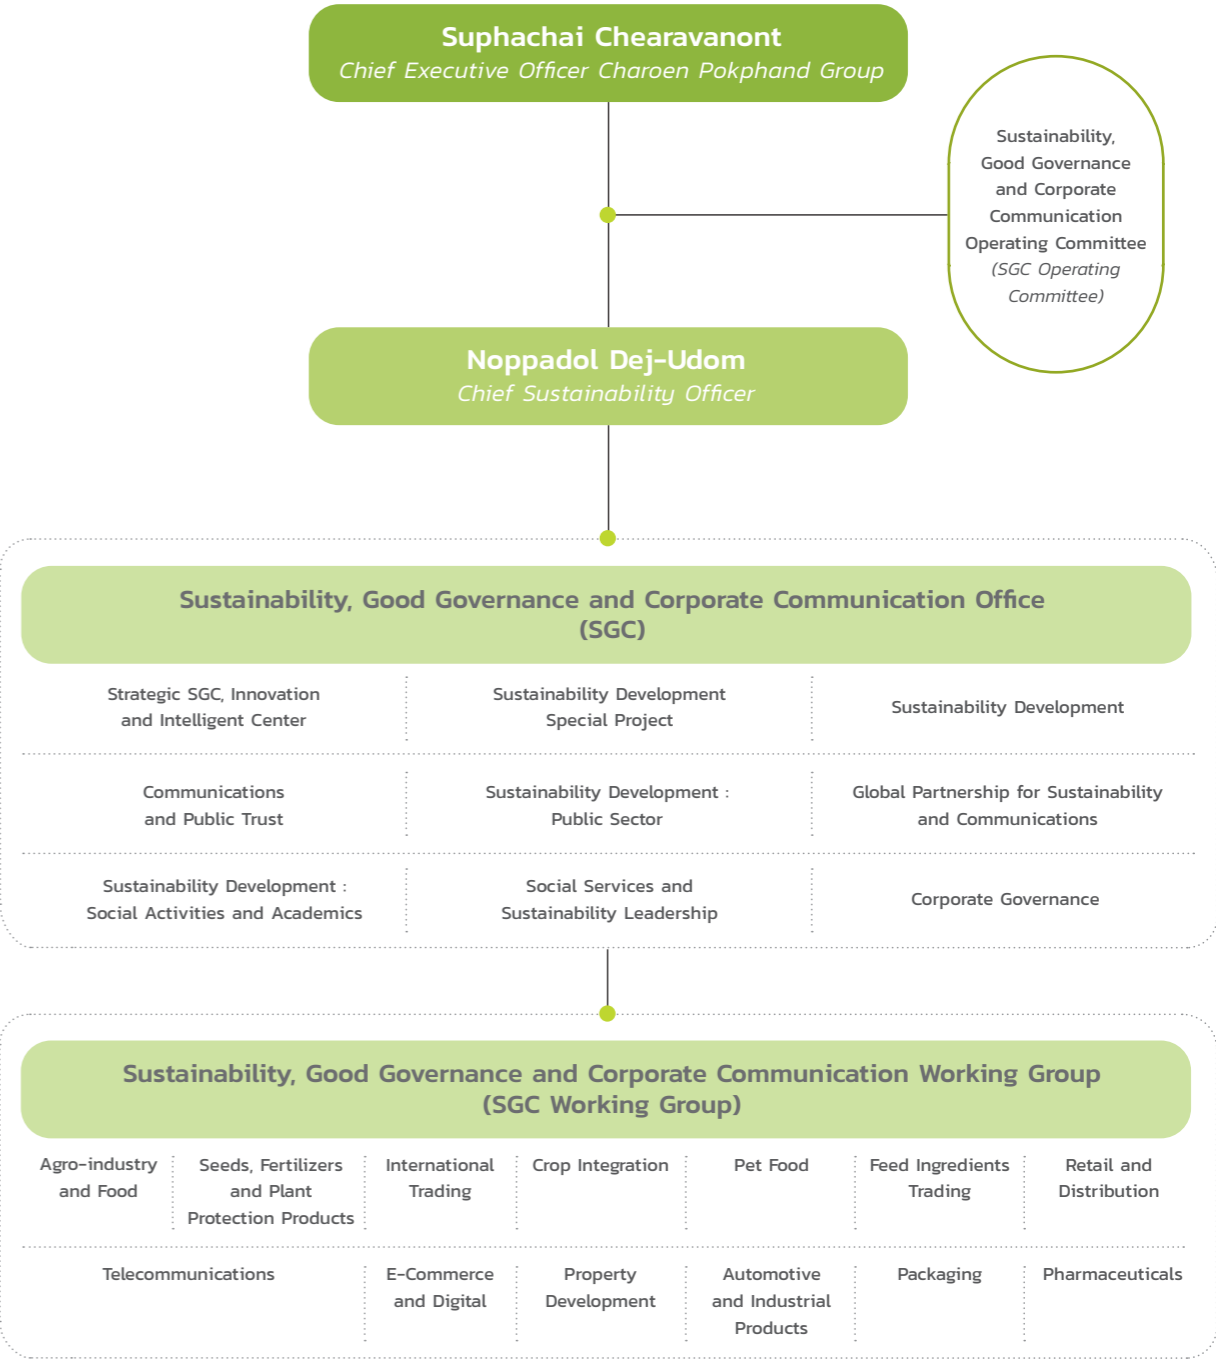 Suphachai Chearavanont
Chief Executive Officer Charoen Pokphand Group
Sustainability,
Good Governance
and Corporate
Communication
Operating Committee
(SGC Operating
Committee)
Noppadol Dej-Udom
Chief Sustainability Officer
Sustainability, Good Governance and Corporate Communication Office
(SGC)
Strategic SGC, Innovation
and Intelligent Center
Sustainability Development
Special Project
Sustainability Development
Communications
and Public Trust
Sustainability Development :
Public Sector
Global Partnership for Sustainability
and Communications
Sustainability Development :
Social Activities and Academics
Social Services and
Sustainability Leadership
Corporate Governance
Sustainability, Good Governance and Corporate Communication Working Group
(SGC Working Group)
Agro-industry
and Food
Seeds, Fertilizers
and Plant
Protection Products
International
Trading
Crop Integration
Pet Food
Feed Ingredients
Trading
Retail and
Distribution
Telecommunications
E-Commerce
and Digital
Property
Development
Automotive
and Industrial
Products
Packaging
Pharmaceuticals